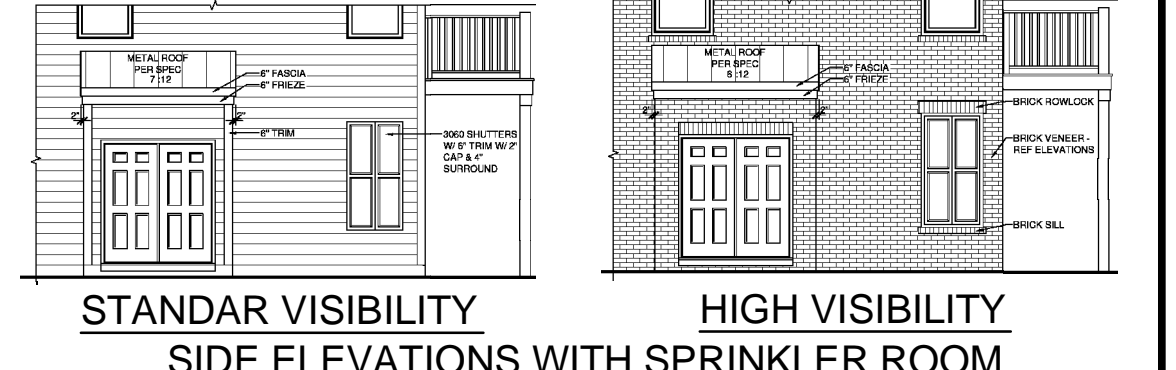 METAL ROOF
PER SPEC
7 :12
6" FASCIA
6" FRIEZE
2"
2"
6" TRIM
3060 SHUTTERS
W/ 6" TRIM W/ 2"
CAP & 4"
SURROUND
STANDAR VISIBILITY
METAL ROOF
PER SPEC
6 :12
6" FASCIA
6" FRIEZE
2"
2"
BRICK ROWLOCK
BRICK VENEER -
REF ELEVATIONS
BRICK SILL
HIGH VISIBILITY
SIDE ELEVATIONS WITH SPRINKLER ROOM